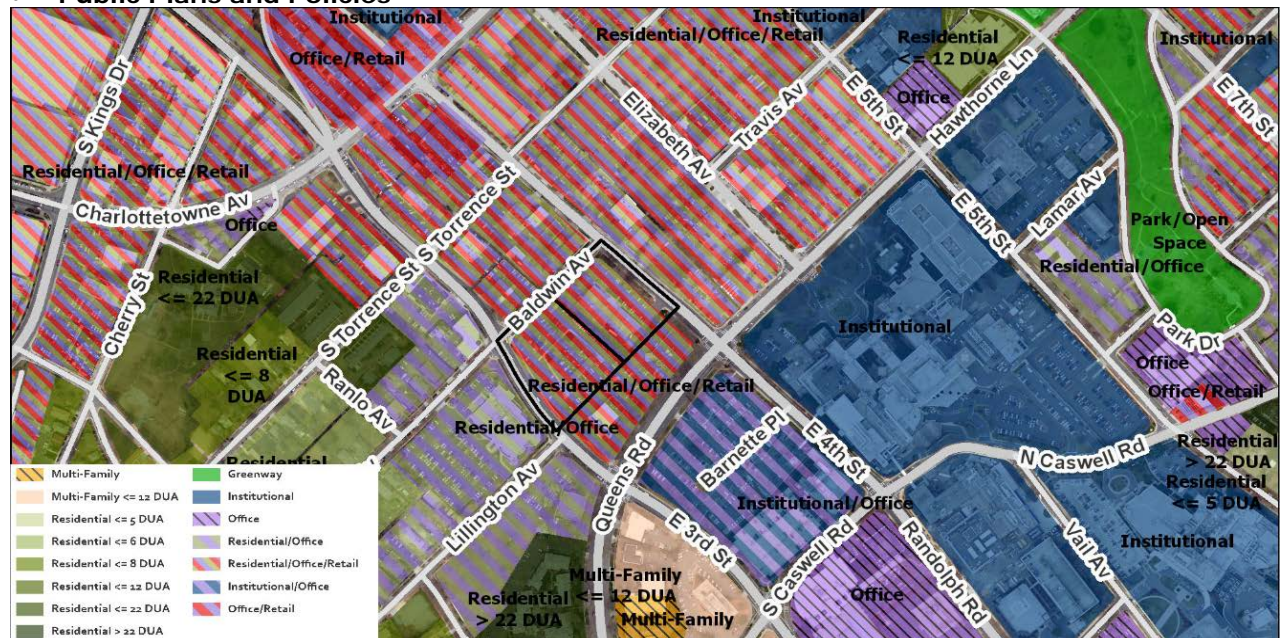 Public Plans and Policies
Institutional
Office/Retail
Residential/Office/Retail
Institutional
Residential
<= 12 DUA
Office
Institutional
S Kings Dr
Elizabeth Av
Travis Av
E 5th St
Hawthorne Ln
E 7th St
Residential/Office/Retail
Charlottetowne Av
Office
S Torrence St
S Torrence St
Cherry St
Residential
<= 22 DUA
Residential
<= 8
DUA
Baldwin Av
E 5th St
Lamar Av
Park/Open
Space
Residential/Office
Park Dr
Institutional
Office
Office/Retail
Ranlo Av
Residential/Office/Retail
Residential/Office
Residential
Lillington Av
Queens Rd
Barnette Pl
E 4th St
N Caswell Rd
Residential
> 22 DUA
Residential
<= 5 DUA
Institutional/Office
E 3rd St
S Caswell Rd
Randolph Rd
Vail Av
Institutional
Residential
> 22 DUA
Multi-Family
<= 12 DUA
Multi-Family
Office
Multi-Family
Multi-Family <= 12 DUA
Residential <= 5 DUA
Residential <= 6 DUA
Residential <= 8 DUA
Residential <= 12 DUA
Residential <= 22 DUA
Residential > 22 DUA
Greenway
Institutional
Office
Residential/Office
Residential/Office/Retail
Institutional/Office
Office/Retail